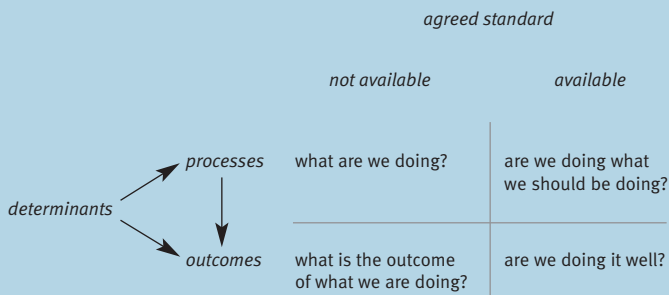 agreed standard
not available
available
processes
what are we doing?
are we doing what
we should be doing?
determinants
outcomes
what is the outcome
of what we are doing?
are we doing it well?